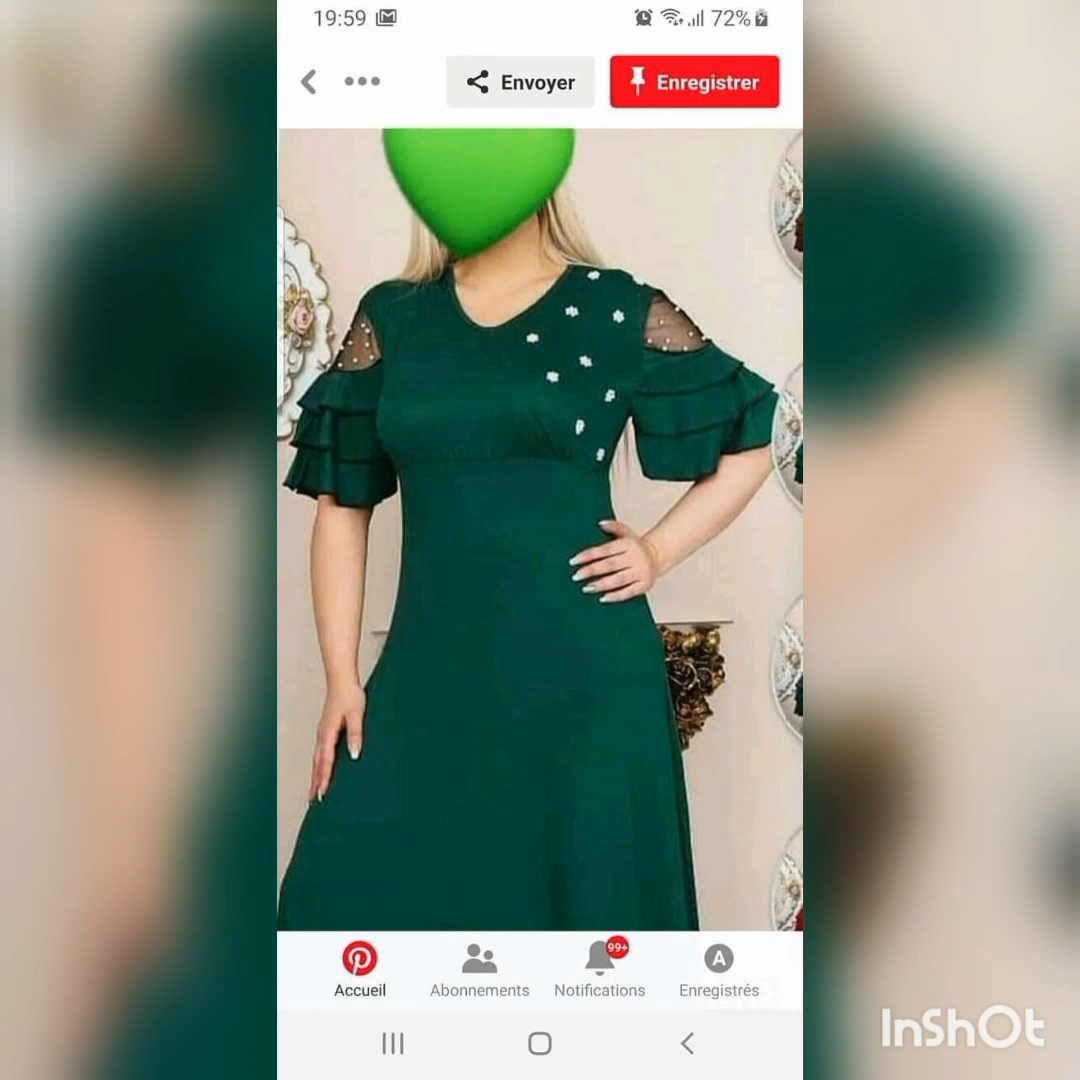 19:59 72%
Envoyer Enregistrer
99+
A
Accueil Abonnements Notifications Enregistrés
InShOt